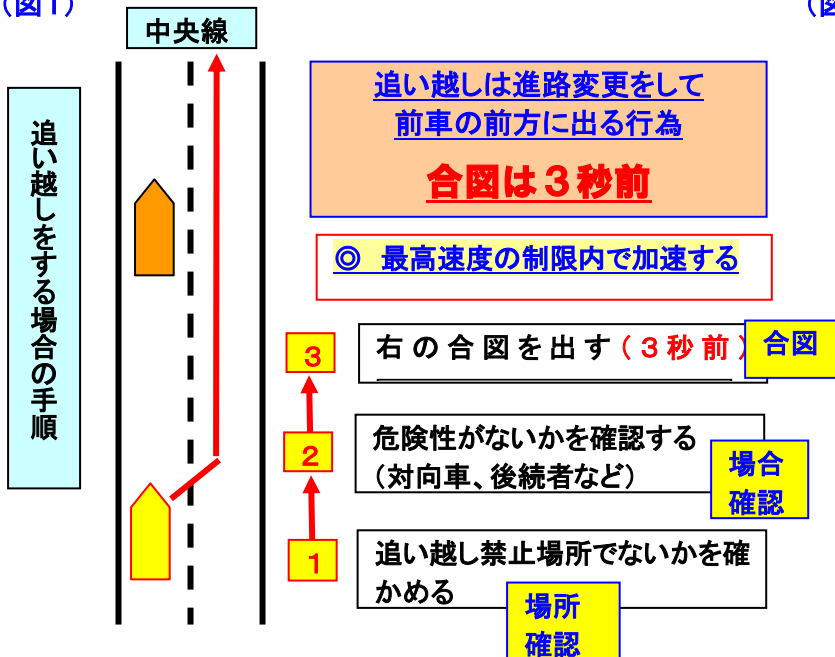 （図1）
（図
中央線
追い越しをする場合の手順
追い越しは進路変更をして
前車の前方に出る行為
合図は３秒前
◎　最高速度の制限内で加速する
３
右の合図を出す（３秒前）
合図
２
危険性がないかを確認する
（対向車、後続者など）
場合
確認
１
追い越し禁止場所でないかを確
かめる
場所
確認